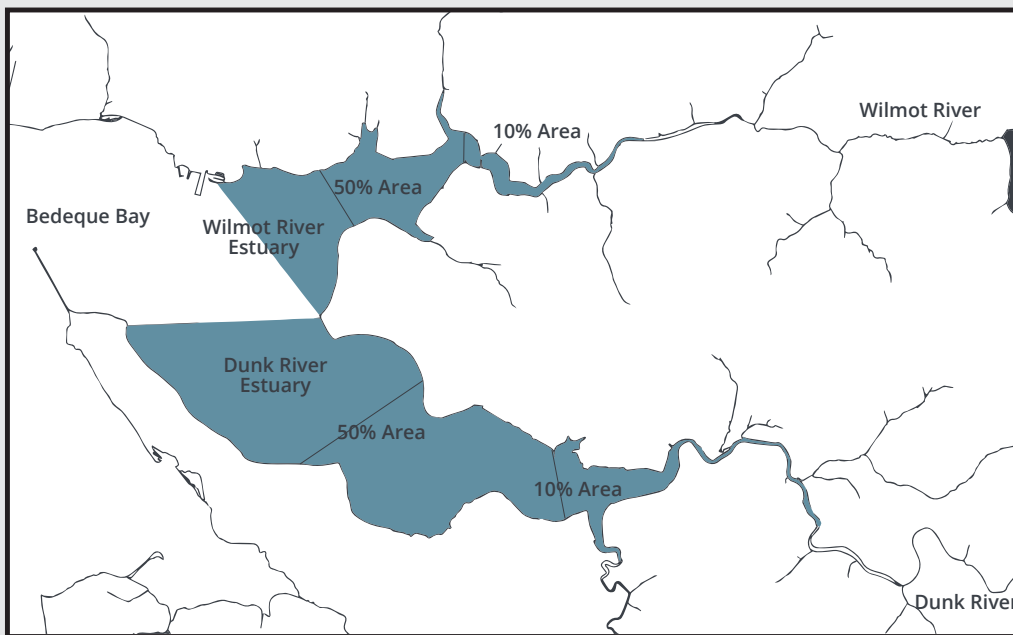 10% Area
Wilmot River
50% Area
Bedeque Bay
Wilmot River
Estuary
Dunk River
Estuary
50% Area
10% Area
Dunk River